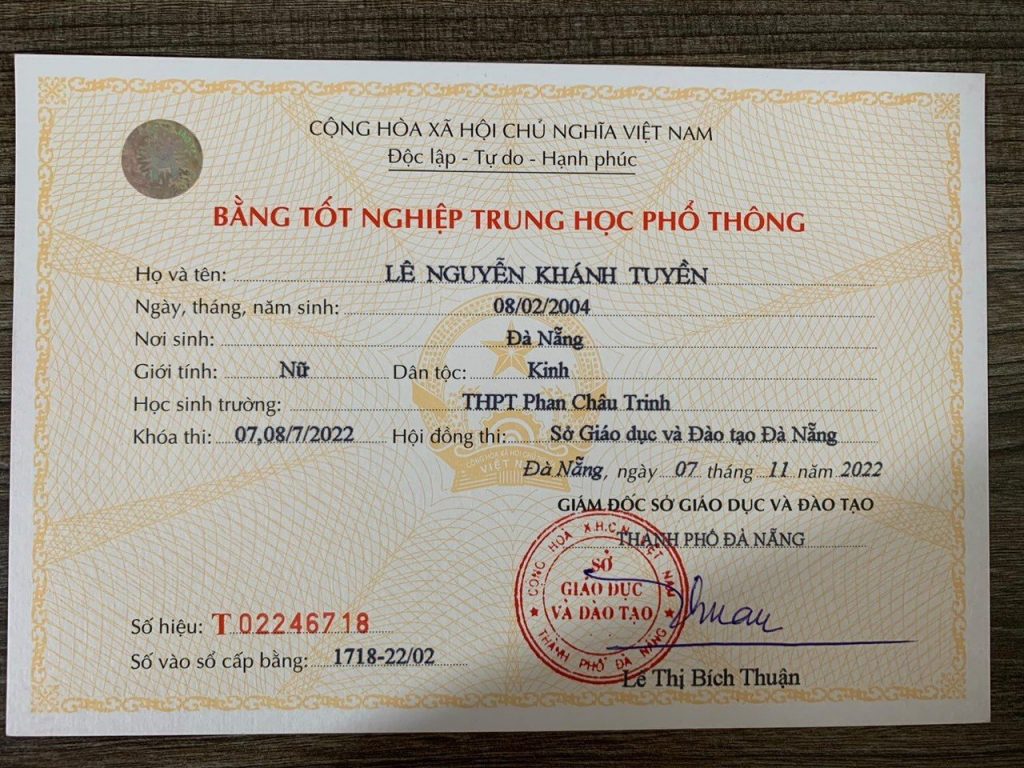 CỘNG HÒA XÃ HỘI CHỦ NGHĨA VIỆT NAM
Độc lập - Tự do - Hạnh phúc
BẰNG TỐT NGHIỆP TRUNG HỌC PHỔ THÔNG
Họ và tên: LÊ NGUYỄN KHÁNH TUYỀN
Ngày, tháng, năm sinh: 08/02/2004
Nơi sinh: Đà Nẵng
Giới tính: Nữ Dân tộc: Kinh
Học sinh trường: THPT Phan Châu Trinh
Khóa thi: 07,08/7/2022 Hội đồng thi: Sở Giáo dục và Đào tạo Đà Nẵng
Đà Nẵng, ngày 07 tháng 11 năm 2022
GIÁM ĐỐC SỞ GIÁO DỤC VÀ ĐÀO TẠO
THÀNH PHỐ ĐÀ NẴNG
CỘNG HOÀ X.H.C.N VIỆT NAM
SỞ
GIÁO DỤC
VÀ ĐÀO TẠO
THÀNH PHỐ ĐÀ NẴNG
Số hiệu: T 02246718
Số vào sổ cấp bằng: 1718-22/02
Lê Thị Bích Thuận